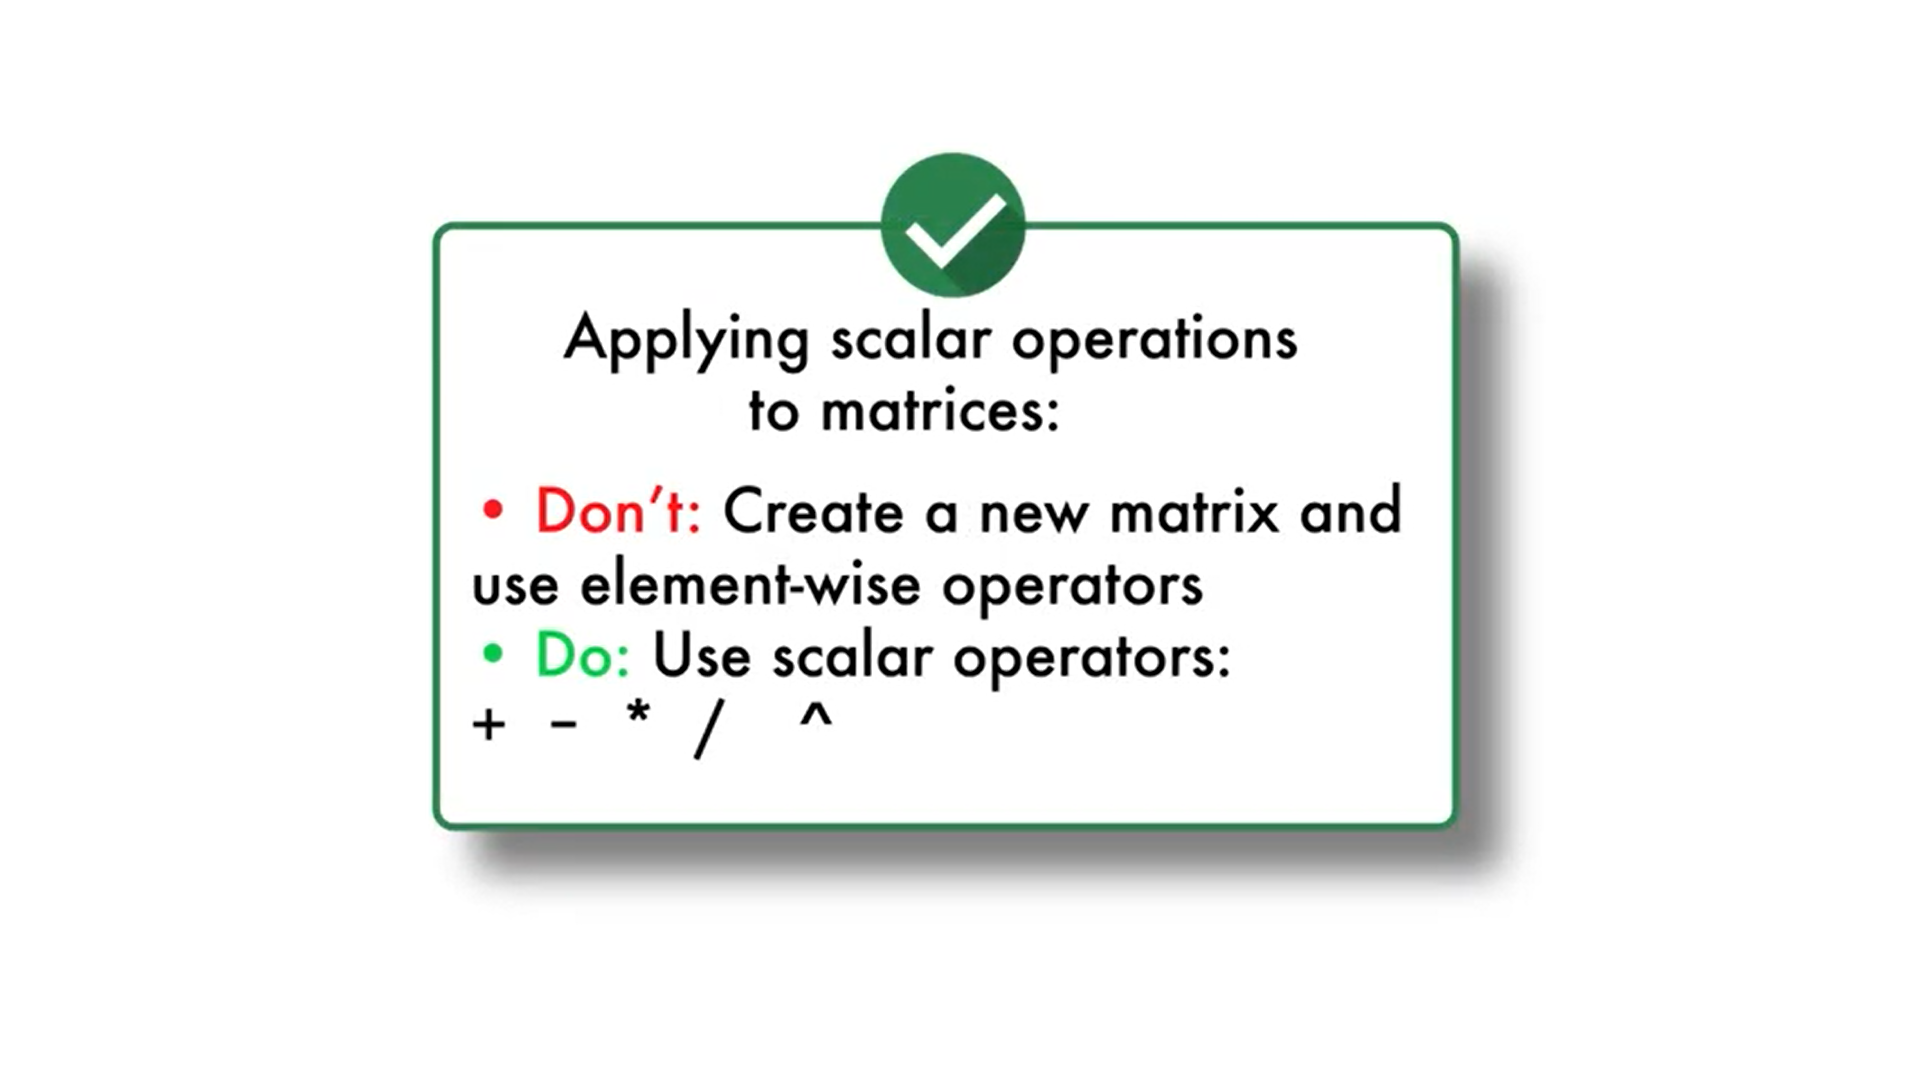 Applying scalar operations
to matrices:
• Don’t: Create a new matrix and
use element-wise operators
• Do: Use scalar operators:
+ - * / ^